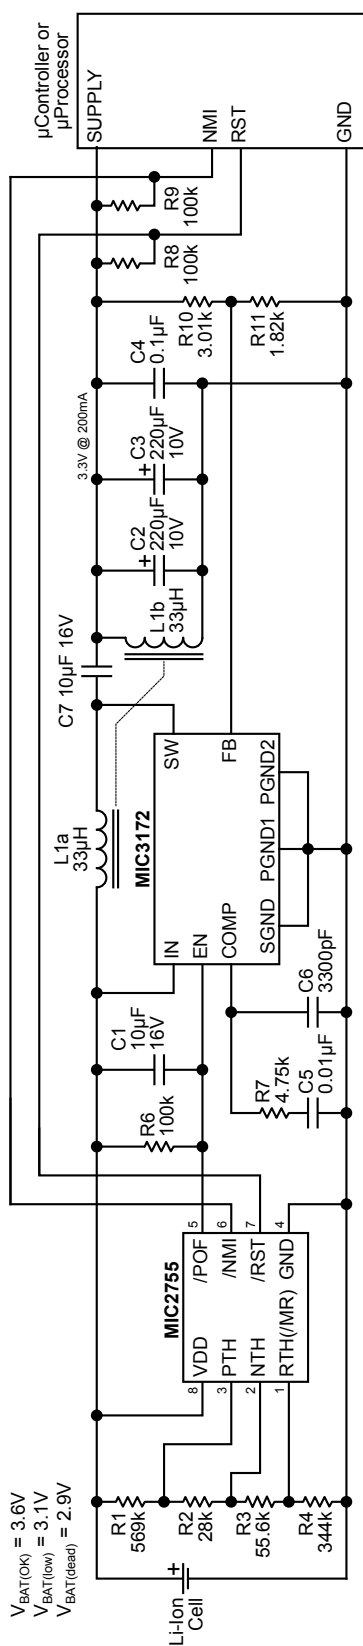 V_BAT(OK) = 3.6V
V_BAT(low) = 3.1V
V_BAT(dead) = 2.9V
Li-Ion
Cell
+
R1
569k
R2
28k
R3
55.6k
R4
344k
MIC2755
8
VDD
3
PTH
2
NTH
1
RTH(/MR)
/POF
5
/NMI
6
/RST
7
GND
4
R6
100k
C1
10µF
16V
R7
4.75k
C5
0.01µF
C6
3300pF
L1a
33µH
MIC3172
IN
EN
COMP
SW
FB
SGND
PGND1
PGND2
C7 10µF 16V
L1b
33µH
C2
+
220µF
10V
C3
+
220µF
10V
3.3V @ 200mA
C4
0.1µF
R10
3.01k
R11
1.82k
R8
100k
R9
100k
µController or
µProcessor
SUPPLY
NMI
RST
GND